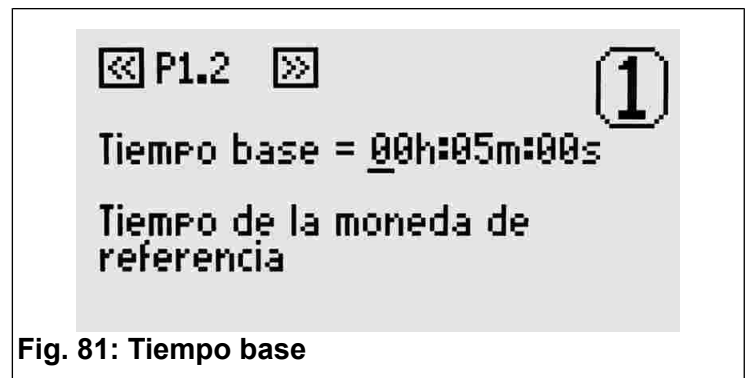 « P1.2 » 1
Tiempo base = 00h:05m:00s
Tiempo de la moneda de
referencia
Fig. 81: Tiempo base